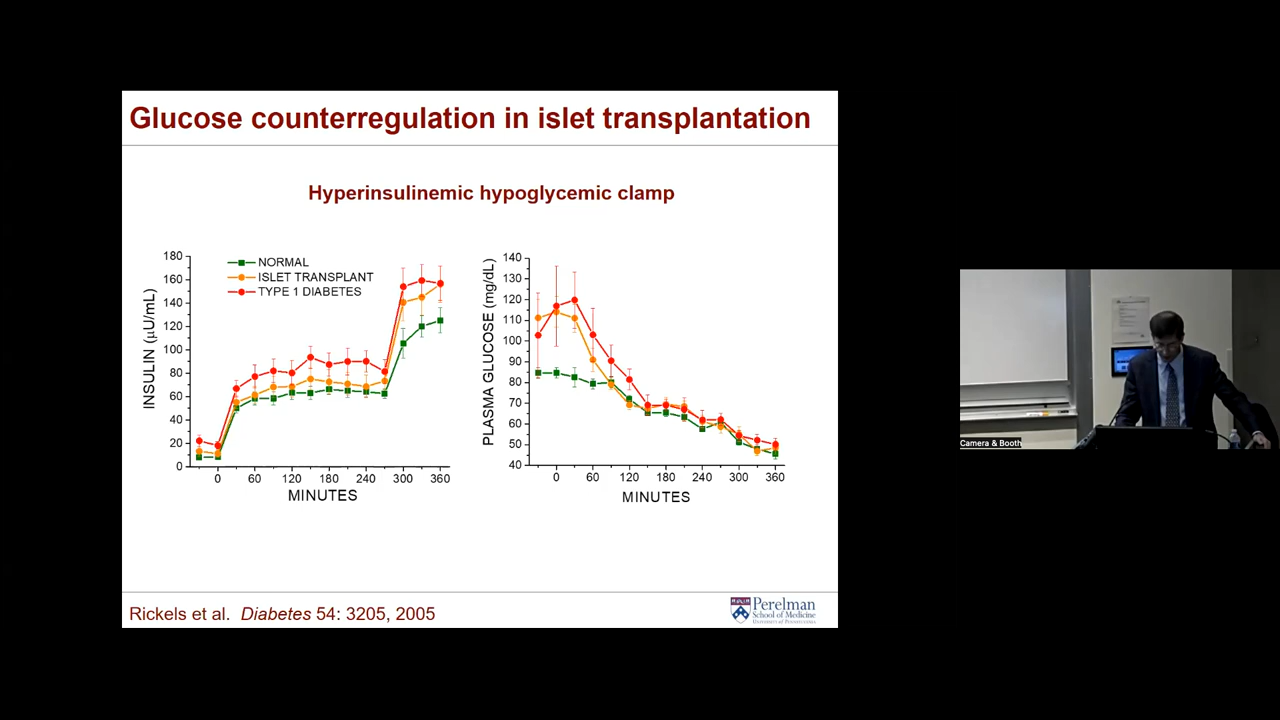 Glucose counterregulation in islet transplantation
Hyperinsulinemic hypoglycemic clamp
180
160
140
120
100
80
60
40
20
0
INSULIN (µU/mL)
NORMAL
ISLET TRANSPLANT
TYPE 1 DIABETES
0 60 120 180 240 300 360
MINUTES
140
130
120
110
100
90
80
70
60
50
40
PLASMA GLUCOSE (mg/dL)
0 60 120 180 240 300 360
MINUTES
Rickels et al. Diabetes 54: 3205, 2005
Perelman
School of Medicine
University of Pennsylvania
Camera & Booth